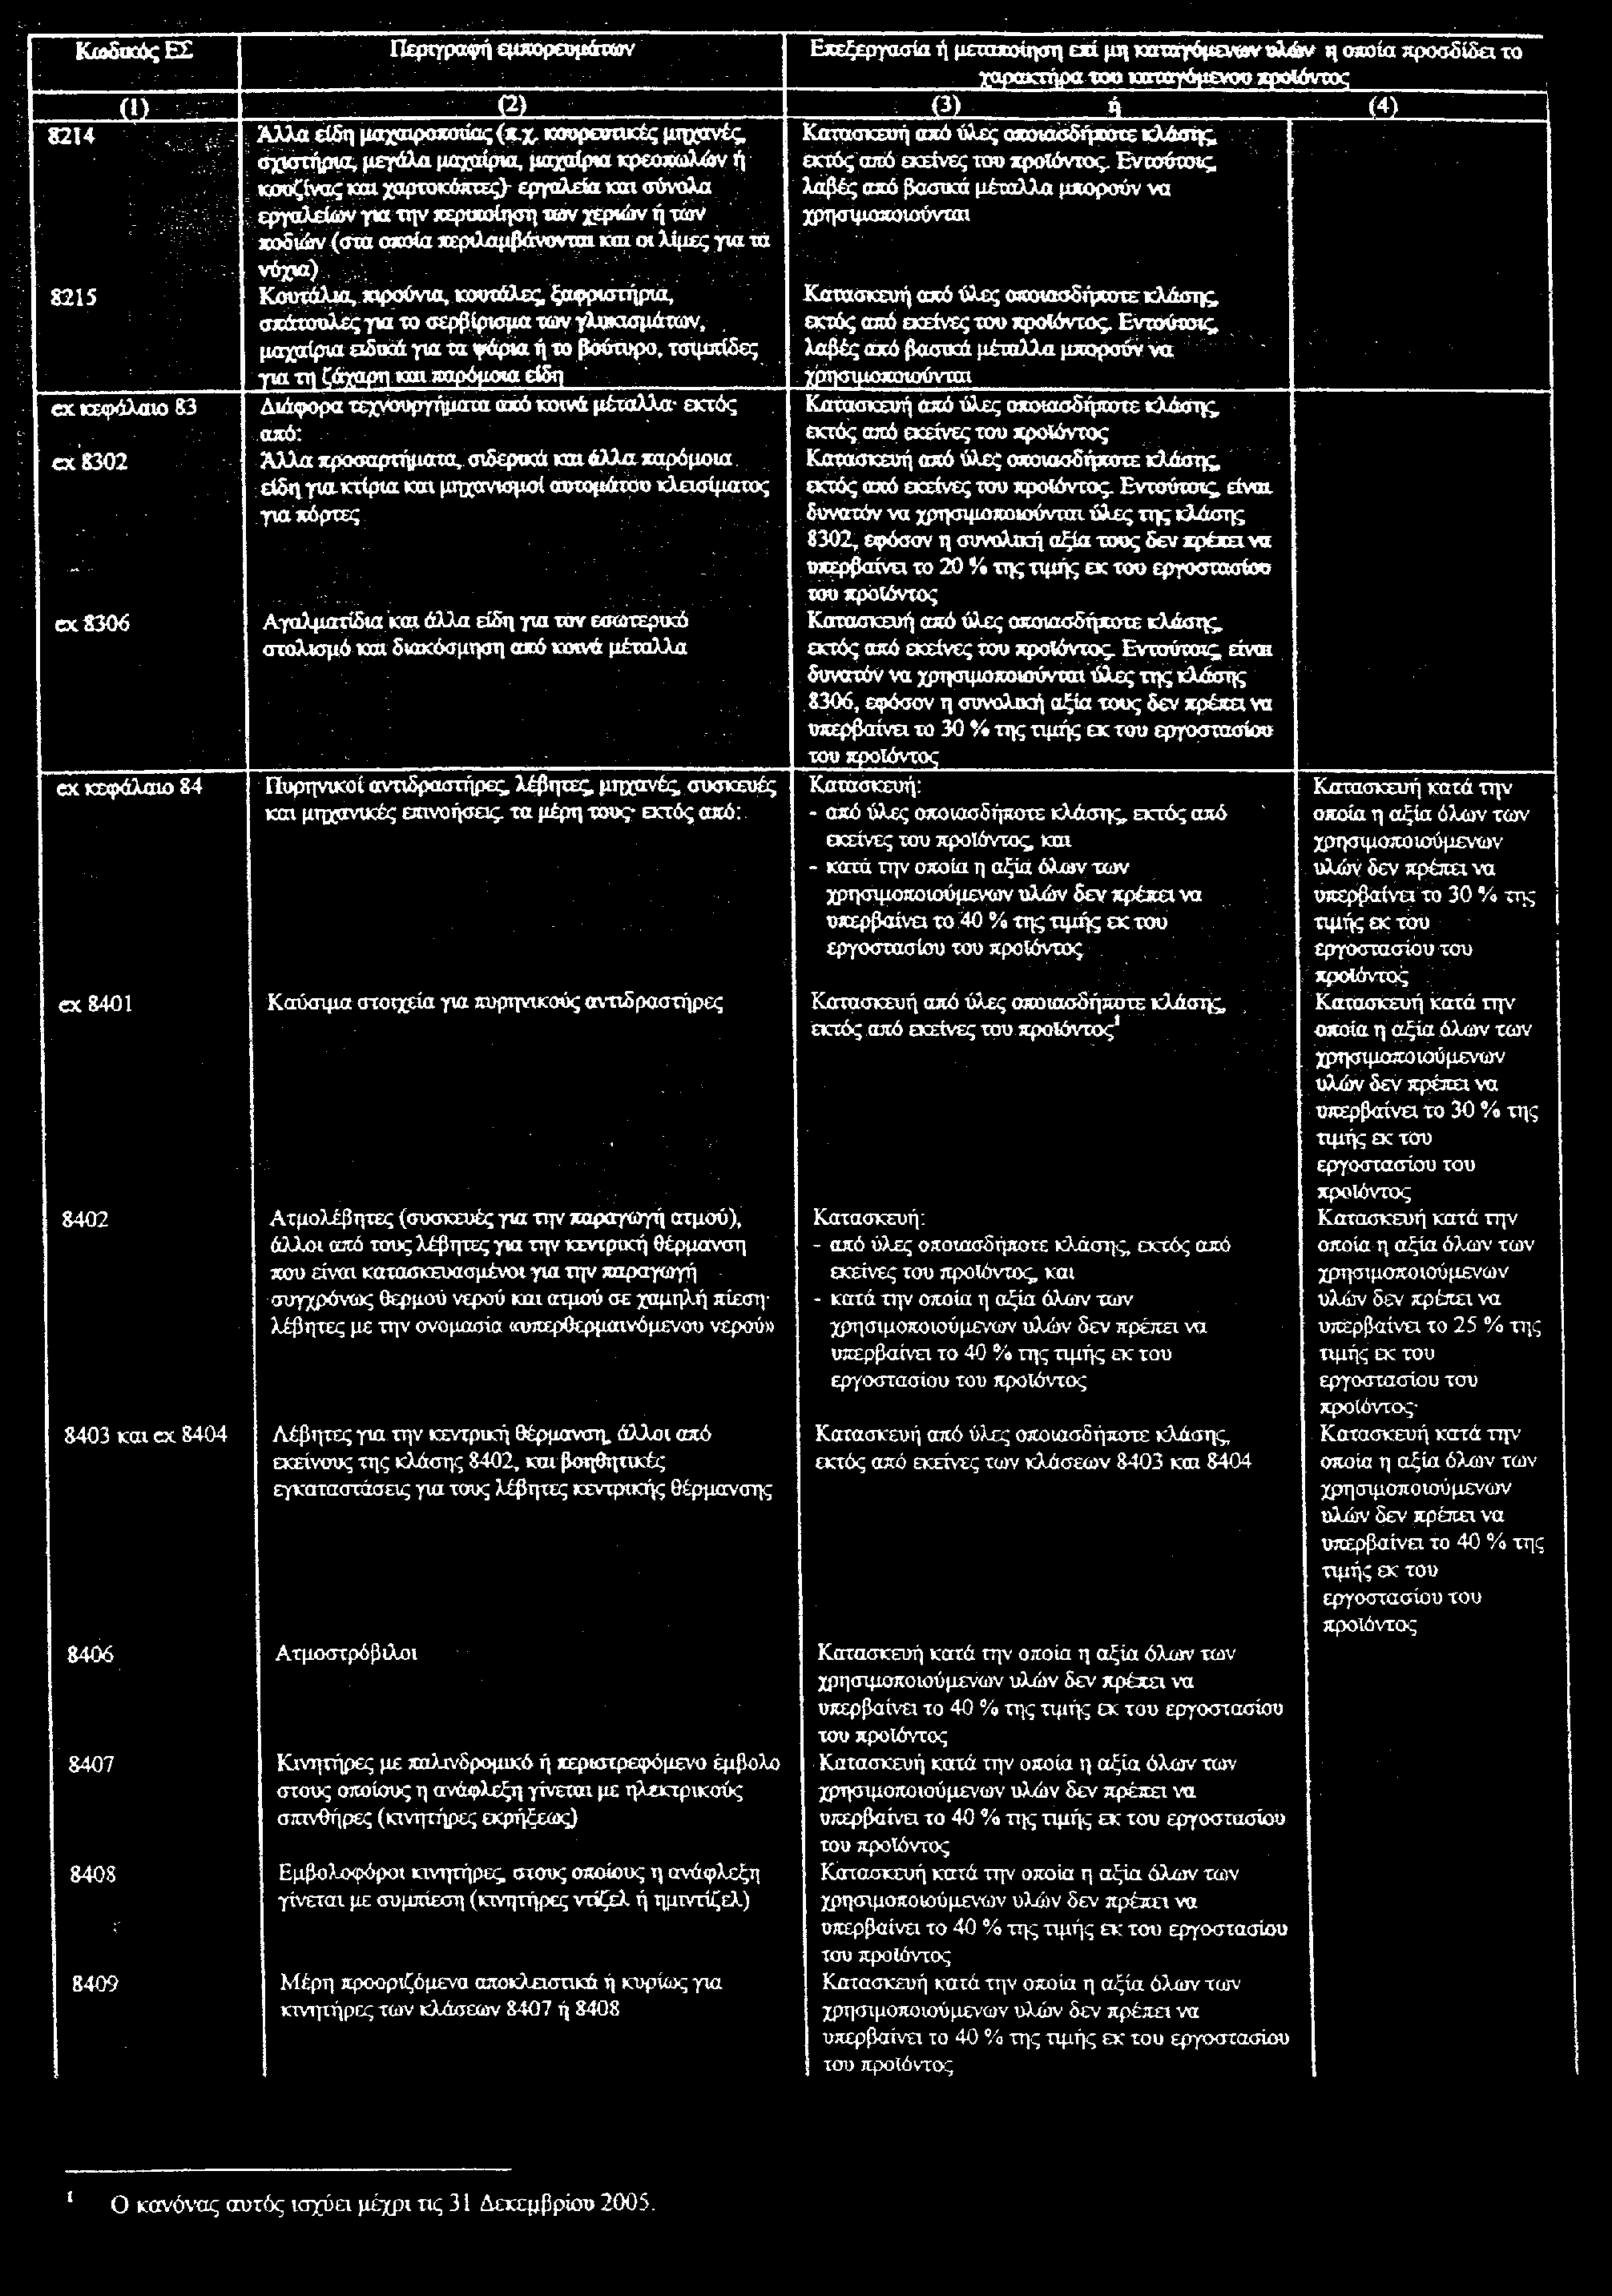 Κωδικός ΕΣ
Περιγραφή εμπορευμάτων
Επεξεργασία ή μεταποίηση επί μη καταγόμενων υλών η οποία προσδίδει το
χαρακτήρα του καταγόμενου προϊόντος
(1)
(2)
(3) ή (4)
8214
Άλλα είδη μαχαιροποιίας (π.χ. κουρευτικές μηχανές,
σχιστήρια, μεγάλα μαχαίρια, μαχαίρια κρεοπωλών ή
κουζίνας και χαρτοκόπτες)· εργαλεία και σύνολα
εργαλείων για την περιποίηση των χεριών ή των
ποδιών (στα οποία περιλαμβάνονται και οι λίμες για τα
νύχια)
Κατασκευή από ύλες οποιασδήποτε κλάσης,
εκτός από εκείνες του προϊόντος. Εντούτοις,
λαβές από βασικά μέταλλα μπορούν να
χρησιμοποιούνται
8215
Κουτάλια, πιρούνια, κουτάλες, ξαφριστήρια,
σπάτουλες για το σερβίρισμα των γλυκισμάτων,
μαχαίρια ειδικά για τα ψάρια ή το βούτυρο, τσιμπίδες
για τη ζάχαρη και παρόμοια είδη
Κατασκευή από ύλες οποιασδήποτε κλάσης,
εκτός από εκείνες του προϊόντος. Εντούτοις,
λαβές από βασικά μέταλλα μπορούν να
χρησιμοποιούνται
ex κεφάλαιο 83
Διάφορα τεχνουργήματα από κοινά μέταλλα· εκτός
από:
Κατασκευή από ύλες οποιασδήποτε κλάσης,
εκτός από εκείνες του προϊόντος
ex 8302
Άλλα προσαρτήματα, σιδερικά και άλλα παρόμοια
είδη για κτίρια και μηχανισμοί αυτομάτου κλεισίματος
για πόρτες
Κατασκευή από ύλες οποιασδήποτε κλάσης,
εκτός από εκείνες του προϊόντος. Εντούτοις, είναι
δυνατόν να χρησιμοποιούνται ύλες της κλάσης
8302, εφόσον η συνολική αξία τους δεν πρέπει να
υπερβαίνει το 20 % της τιμής εκ του εργοστασίου
του προϊόντος
ex 8306
Αγαλματίδια και άλλα είδη για τον εσωτερικό
στολισμό και διακόσμηση από κοινά μέταλλα
Κατασκευή από ύλες οποιασδήποτε κλάσης,
εκτός από εκείνες του προϊόντος. Εντούτοις, είναι
δυνατόν να χρησιμοποιούνται ύλες της κλάσης
8306, εφόσον η συνολική αξία τους δεν πρέπει να
υπερβαίνει το 30 % της τιμής εκ του εργοστασίου
του προϊόντος
ex κεφάλαιο 84
Πυρηνικοί αντιδραστήρες, λέβητες, μηχανές, συσκευές
και μηχανικές επινοήσεις. τα μέρη τους· εκτός από:
Κατασκευή:
- από ύλες οποιασδήποτε κλάσης, εκτός από
εκείνες του προϊόντος, και
- κατά την οποία η αξία όλων των
χρησιμοποιούμενων υλών δεν πρέπει να
υπερβαίνει το 40 % της τιμής εκ του
εργοστασίου του προϊόντος
Κατασκευή κατά την
οποία η αξία όλων των
χρησιμοποιούμενων
υλών δεν πρέπει να
υπερβαίνει το 30 % της
τιμής εκ του
εργοστασίου του
προϊόντος
ex 8401
Καύσιμα στοιχεία για πυρηνικούς αντιδραστήρες
Κατασκευή από ύλες οποιασδήποτε κλάσης,
εκτός από εκείνες του προϊόντος¹
Κατασκευή κατά την
οποία η αξία όλων των
χρησιμοποιούμενων
υλών δεν πρέπει να
υπερβαίνει το 30 % της
τιμής εκ του
εργοστασίου του
προϊόντος
8402
Ατμολέβητες (συσκευές για την παραγωγή ατμού),
άλλοι από τους λέβητες για την κεντρική θέρμανση
που είναι κατασκευασμένοι για την παραγωγή
συγχρόνως θερμού νερού και ατμού σε χαμηλή πίεση·
λέβητες με την ονομασία «υπερθερμαινόμενου νερού»
Κατασκευή:
- από ύλες οποιασδήποτε κλάσης, εκτός από
εκείνες του προϊόντος, και
- κατά την οποία η αξία όλων των
χρησιμοποιούμενων υλών δεν πρέπει να
υπερβαίνει το 40 % της τιμής εκ του
εργοστασίου του προϊόντος
Κατασκευή κατά την
οποία η αξία όλων των
χρησιμοποιούμενων
υλών δεν πρέπει να
υπερβαίνει το 25 % της
τιμής εκ του
εργοστασίου του
προϊόντος·
8403 και ex 8404
Λέβητες για την κεντρική θέρμανση, άλλοι από
εκείνους της κλάσης 8402, και βοηθητικές
εγκαταστάσεις για τους λέβητες κεντρικής θέρμανσης
Κατασκευή από ύλες οποιασδήποτε κλάσης,
εκτός από εκείνες των κλάσεων 8403 και 8404
Κατασκευή κατά την
οποία η αξία όλων των
χρησιμοποιούμενων
υλών δεν πρέπει να
υπερβαίνει το 40 % της
τιμής εκ του
εργοστασίου του
προϊόντος
8406
Ατμοστρόβιλοι
Κατασκευή κατά την οποία η αξία όλων των
χρησιμοποιούμενων υλών δεν πρέπει να
υπερβαίνει το 40 % της τιμής εκ του εργοστασίου
του προϊόντος
8407
Κινητήρες με παλινδρομικό ή περιστρεφόμενο έμβολο
στους οποίους η ανάφλεξη γίνεται με ηλεκτρικούς
σπινθήρες (κινητήρες εκρήξεως)
Κατασκευή κατά την οποία η αξία όλων των
χρησιμοποιούμενων υλών δεν πρέπει να
υπερβαίνει το 40 % της τιμής εκ του εργοστασίου
του προϊόντος
8408
Εμβολοφόροι κινητήρες, στους οποίους η ανάφλεξη
γίνεται με συμπίεση (κινητήρες ντίζελ ή ημιντίζελ)
Κατασκευή κατά την οποία η αξία όλων των
χρησιμοποιούμενων υλών δεν πρέπει να
υπερβαίνει το 40 % της τιμής εκ του εργοστασίου
του προϊόντος
8409
Μέρη προοριζόμενα αποκλειστικά ή κυρίως για
κινητήρες των κλάσεων 8407 ή 8408
Κατασκευή κατά την οποία η αξία όλων των
χρησιμοποιούμενων υλών δεν πρέπει να
υπερβαίνει το 40 % της τιμής εκ του εργοστασίου
του προϊόντος
¹ Ο κανόνας αυτός ισχύει μέχρι τις 31 Δεκεμβρίου 2005.